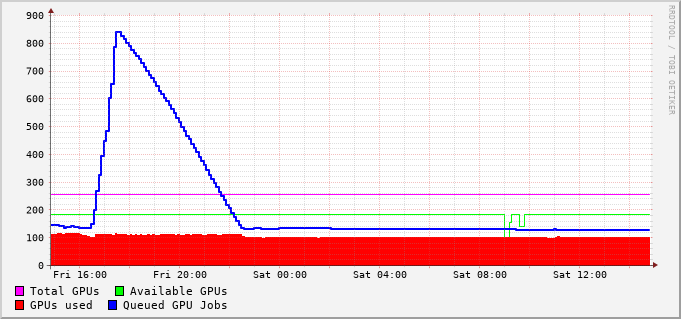 900
800
700
600
500
400
300
200
100
0
Fri 16:00 Fri 20:00 Sat 00:00 Sat 04:00 Sat 08:00 Sat 12:00
Total GPUs Available GPUs
GPUs used Queued GPU Jobs
RRDTOOL / TOBI OETIKER